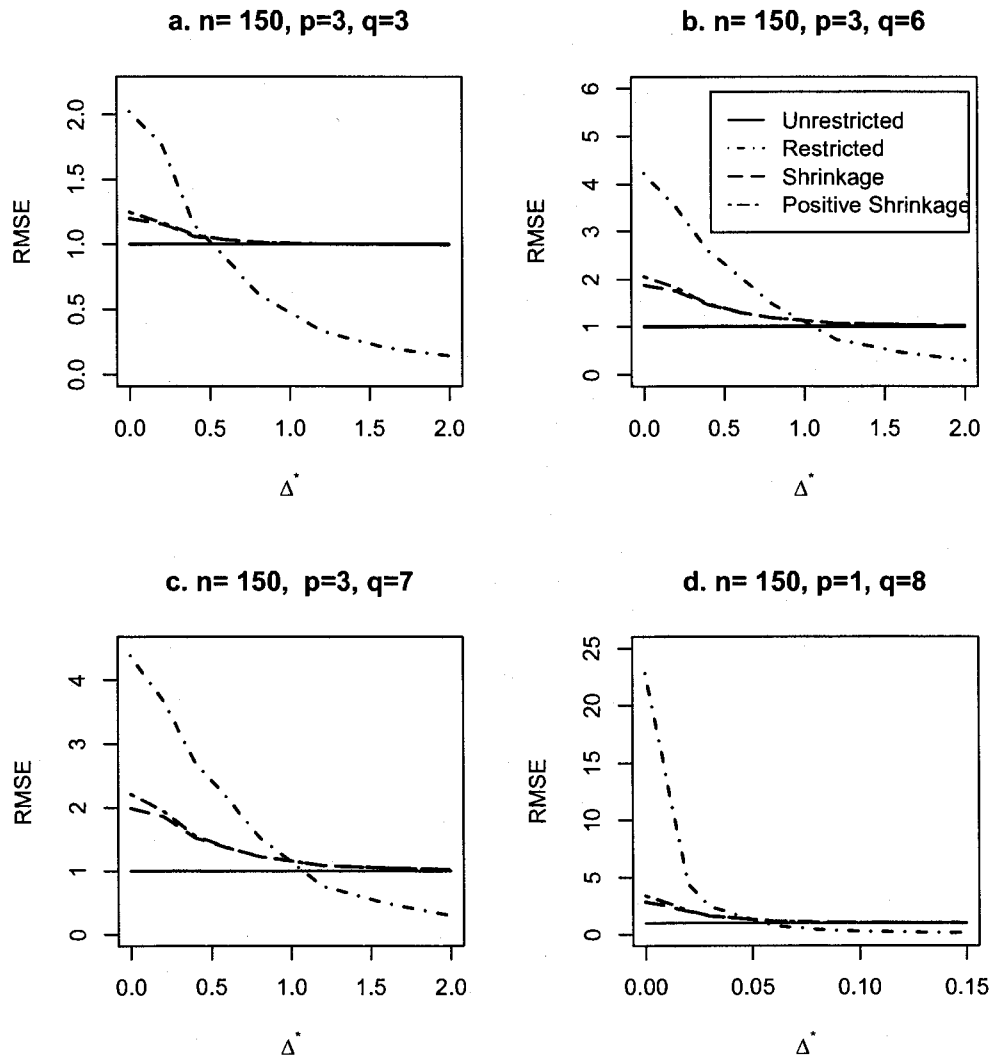 a. n= 150, p=3, q=3
RMSE
2.0
1.5
1.0
0.5
0.0
0.0 0.5 1.0 1.5 2.0
Δ*
b. n= 150, p=3, q=6
RMSE
6
5
4
3
2
1
0
Unrestricted
Restricted
Shrinkage
Positive Shrinkage
0.0 0.5 1.0 1.5 2.0
Δ*
c. n= 150, p=3, q=7
RMSE
4
3
2
1
0
0.0 0.5 1.0 1.5 2.0
Δ*
d. n= 150, p=1, q=8
RMSE
25
20
15
10
5
0
0.00 0.05 0.10 0.15
Δ*